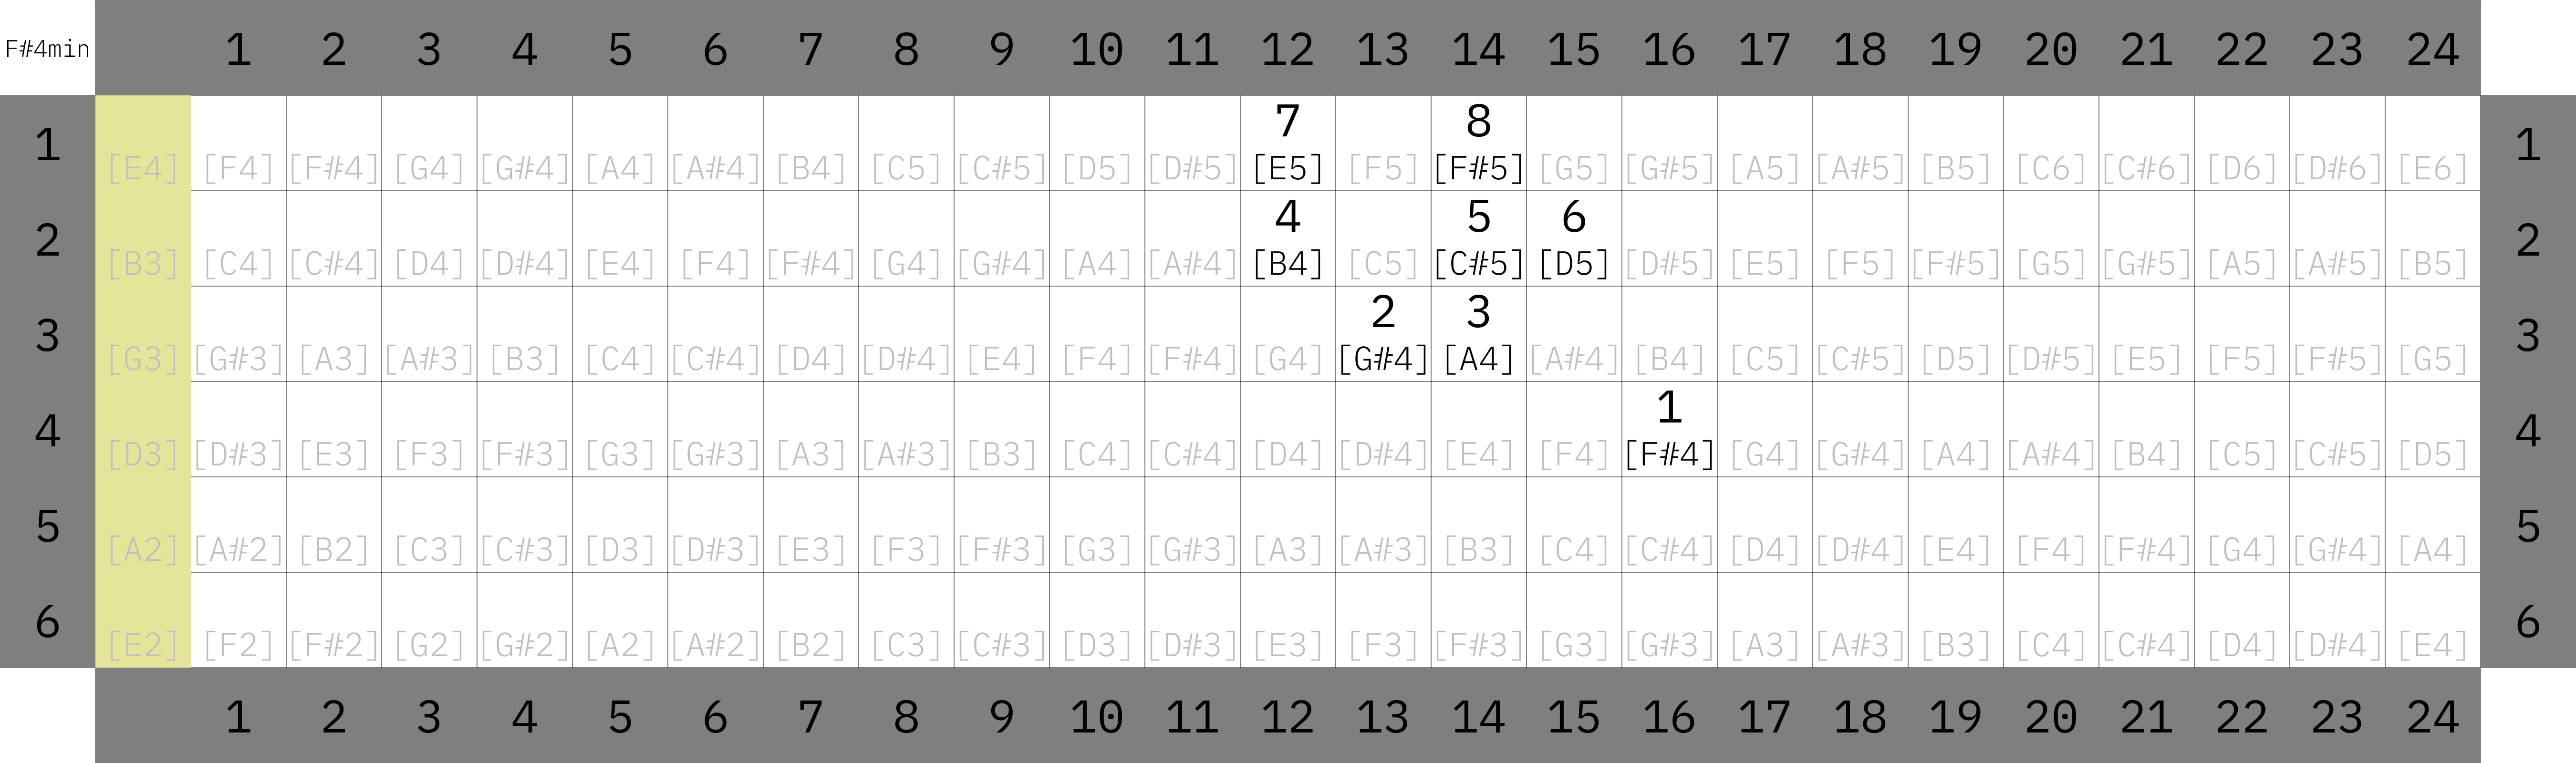 F#4min 1 2 3 4 5 6 7 8 9 10 11 12 13 14 15 16 17 18 19 20 21 22 23 24
7 8
1 [E4] [F4] [F#4] [G4] [G#4] [A4] [A#4] [B4] [C5] [C#5] [D5] [D#5] [E5] [F5] [F#5] [G5] [G#5] [A5] [A#5] [B5] [C6] [C#6] [D6] [D#6] [E6] 1
4 5 6
2 [B3] [C4] [C#4] [D4] [D#4] [E4] [F4] [F#4] [G4] [G#4] [A4] [A#4] [B4] [C5] [C#5] [D5] [D#5] [E5] [F5] [F#5] [G5] [G#5] [A5] [A#5] [B5] 2
2 3
3 [G3] [G#3] [A3] [A#3] [B3] [C4] [C#4] [D4] [D#4] [E4] [F4] [F#4] [G4] [G#4] [A4] [A#4] [B4] [C5] [C#5] [D5] [D#5] [E5] [F5] [F#5] [G5] 3
1
4 [D3] [D#3] [E3] [F3] [F#3] [G3] [G#3] [A3] [A#3] [B3] [C4] [C#4] [D4] [D#4] [E4] [F4] [F#4] [G4] [G#4] [A4] [A#4] [B4] [C5] [C#5] [D5] 4
5 [A2] [A#2] [B2] [C3] [C#3] [D3] [D#3] [E3] [F3] [F#3] [G3] [G#3] [A3] [A#3] [B3] [C4] [C#4] [D4] [D#4] [E4] [F4] [F#4] [G4] [G#4] [A4] 5
6 [E2] [F2] [F#2] [G2] [G#2] [A2] [A#2] [B2] [C3] [C#3] [D3] [D#3] [E3] [F3] [F#3] [G3] [G#3] [A3] [A#3] [B3] [C4] [C#4] [D4] [D#4] [E4] 6
1 2 3 4 5 6 7 8 9 10 11 12 13 14 15 16 17 18 19 20 21 22 23 24